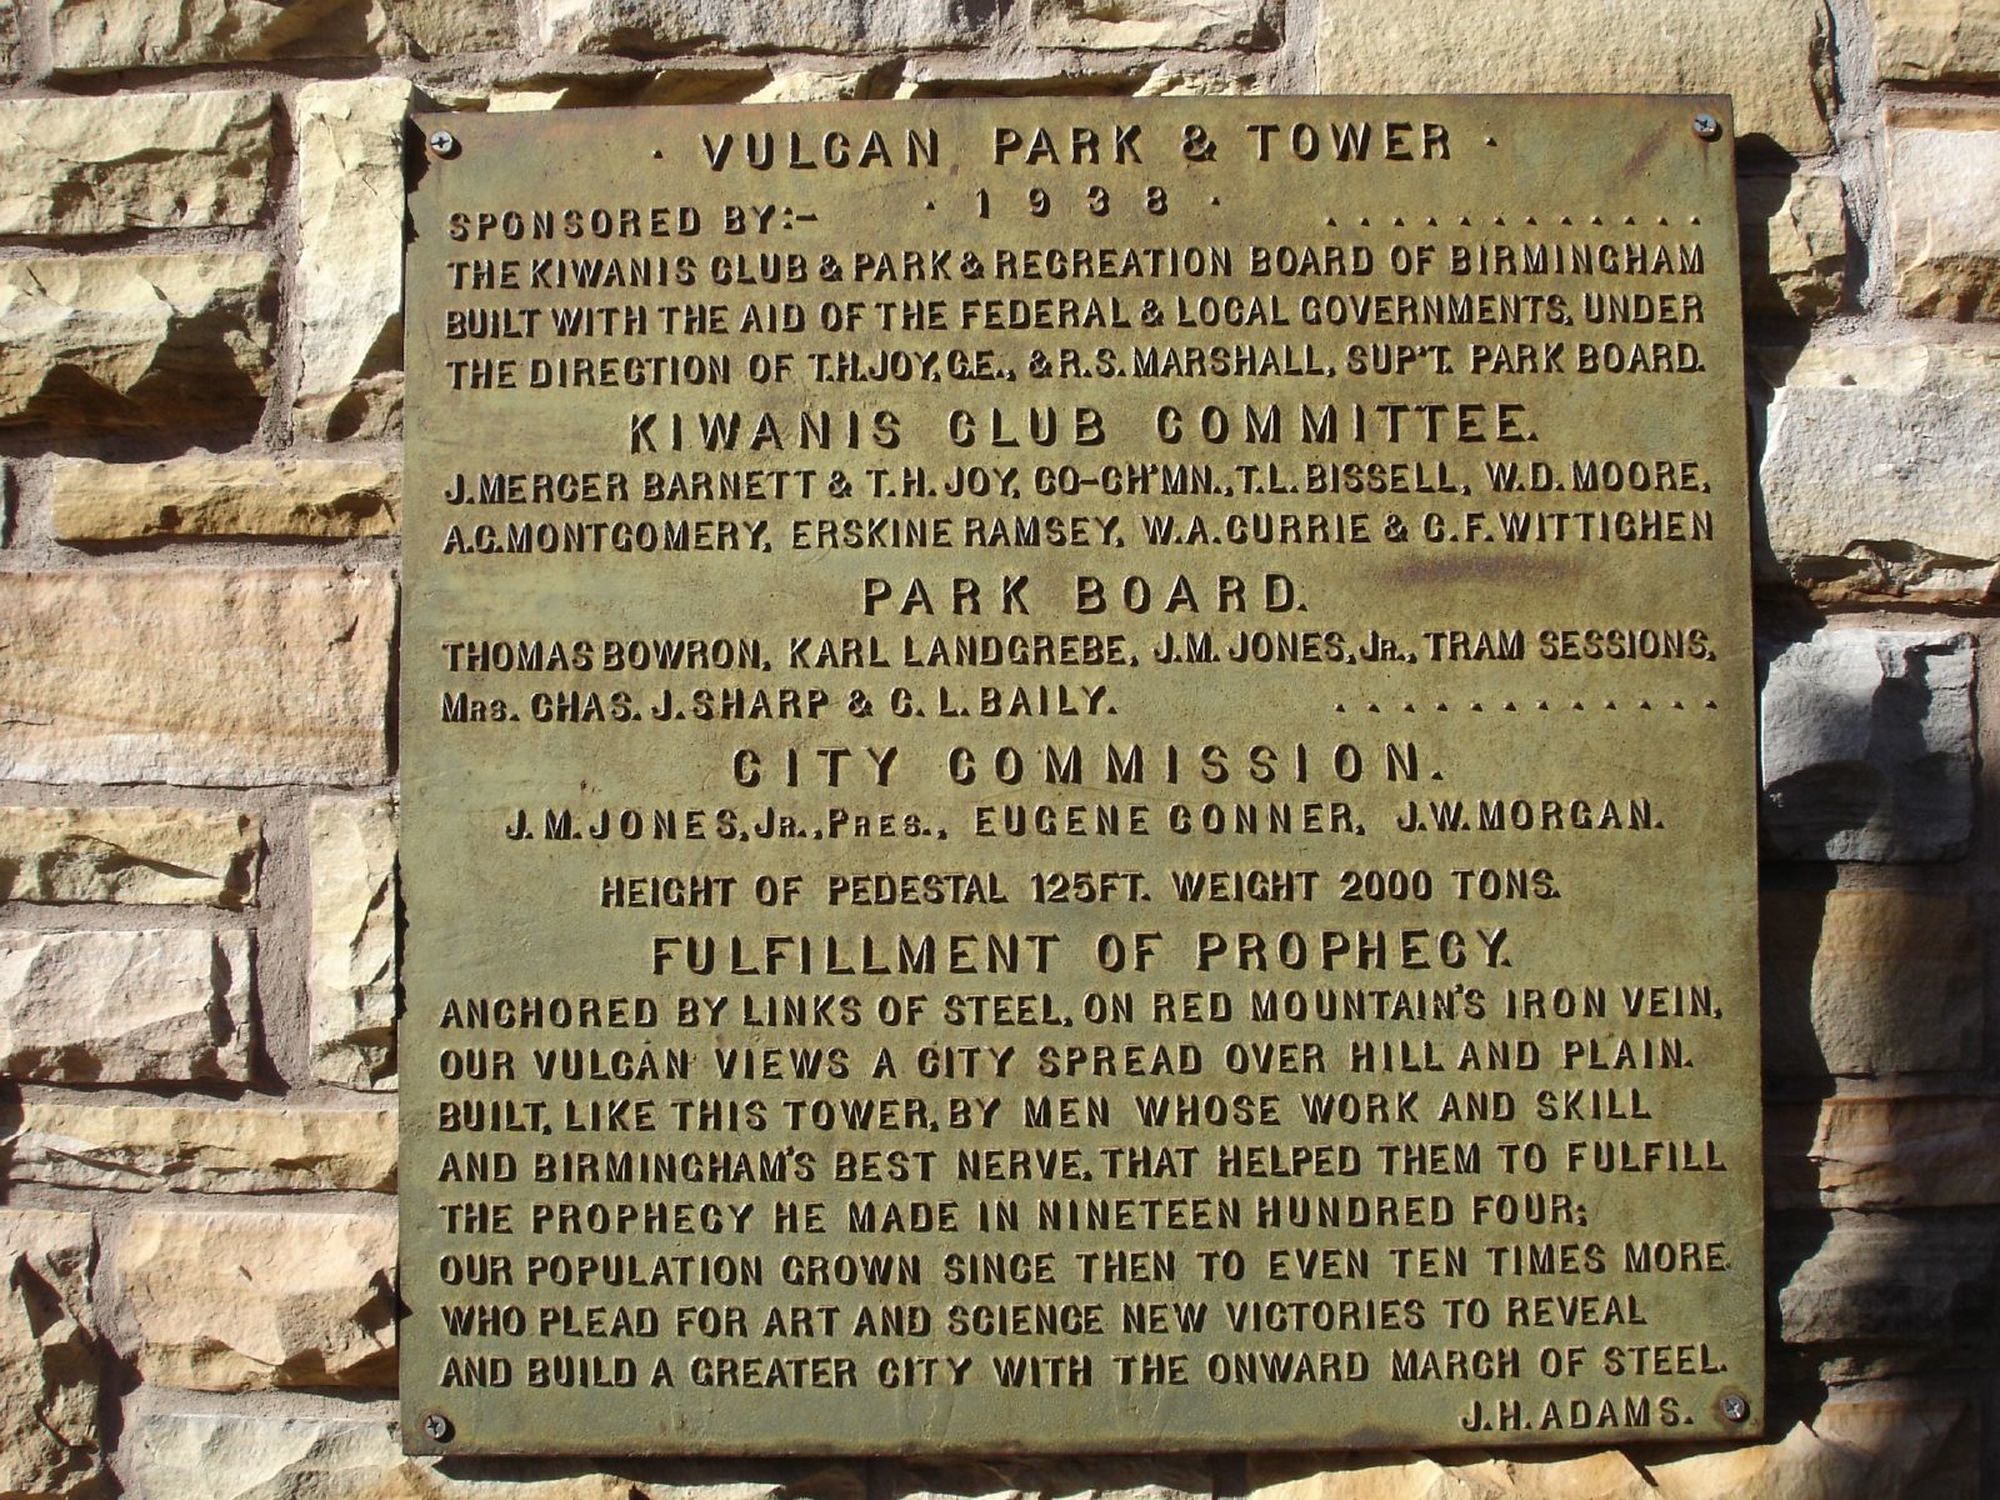 · VULCAN PARK & TOWER ·
· 1938 ·
SPONSORED BY:- . . . . . . . . . . . .
THE KIWANIS CLUB & PARK & RECREATION BOARD OF BIRMINGHAM
BUILT WITH THE AID OF THE FEDERAL & LOCAL GOVERNMENTS, UNDER
THE DIRECTION OF T.H.JOY,C.E., & R.S. MARSHALL, SUP'T. PARK BOARD.
KIWANIS CLUB COMMITTEE.
J.MERCER BARNETT & T.H. JOY, CO-CH'MN., T.L. BISSELL, W.D. MOORE,
A.C.MONTGOMERY, ERSKINE RAMSEY, W.A.CURRIE & C.F.WITTICHEN
PARK BOARD.
THOMAS BOWRON, KARL LANDGREBE, J.M. JONES, JR., TRAM SESSIONS,
MRS. CHAS. J. SHARP & C. L. BAILY. . . . . . . . . . . . .
CITY COMMISSION.
J. M. JONES, JR., PRES., EUGENE CONNER, J.W.MORGAN.
HEIGHT OF PEDESTAL 125FT. WEIGHT 2000 TONS.
FULFILLMENT OF PROPHECY.
ANCHORED BY LINKS OF STEEL, ON RED MOUNTAIN'S IRON VEIN,
OUR VULCAN VIEWS A CITY SPREAD OVER HILL AND PLAIN.
BUILT, LIKE THIS TOWER, BY MEN WHOSE WORK AND SKILL
AND BIRMINGHAM'S BEST NERVE, THAT HELPED THEM TO FULFILL
THE PROPHECY HE MADE IN NINETEEN HUNDRED FOUR;
OUR POPULATION GROWN SINCE THEN TO EVEN TEN TIMES MORE.
WHO PLEAD FOR ART AND SCIENCE NEW VICTORIES TO REVEAL
AND BUILD A GREATER CITY WITH THE ONWARD MARCH OF STEEL.
J.H.ADAMS.